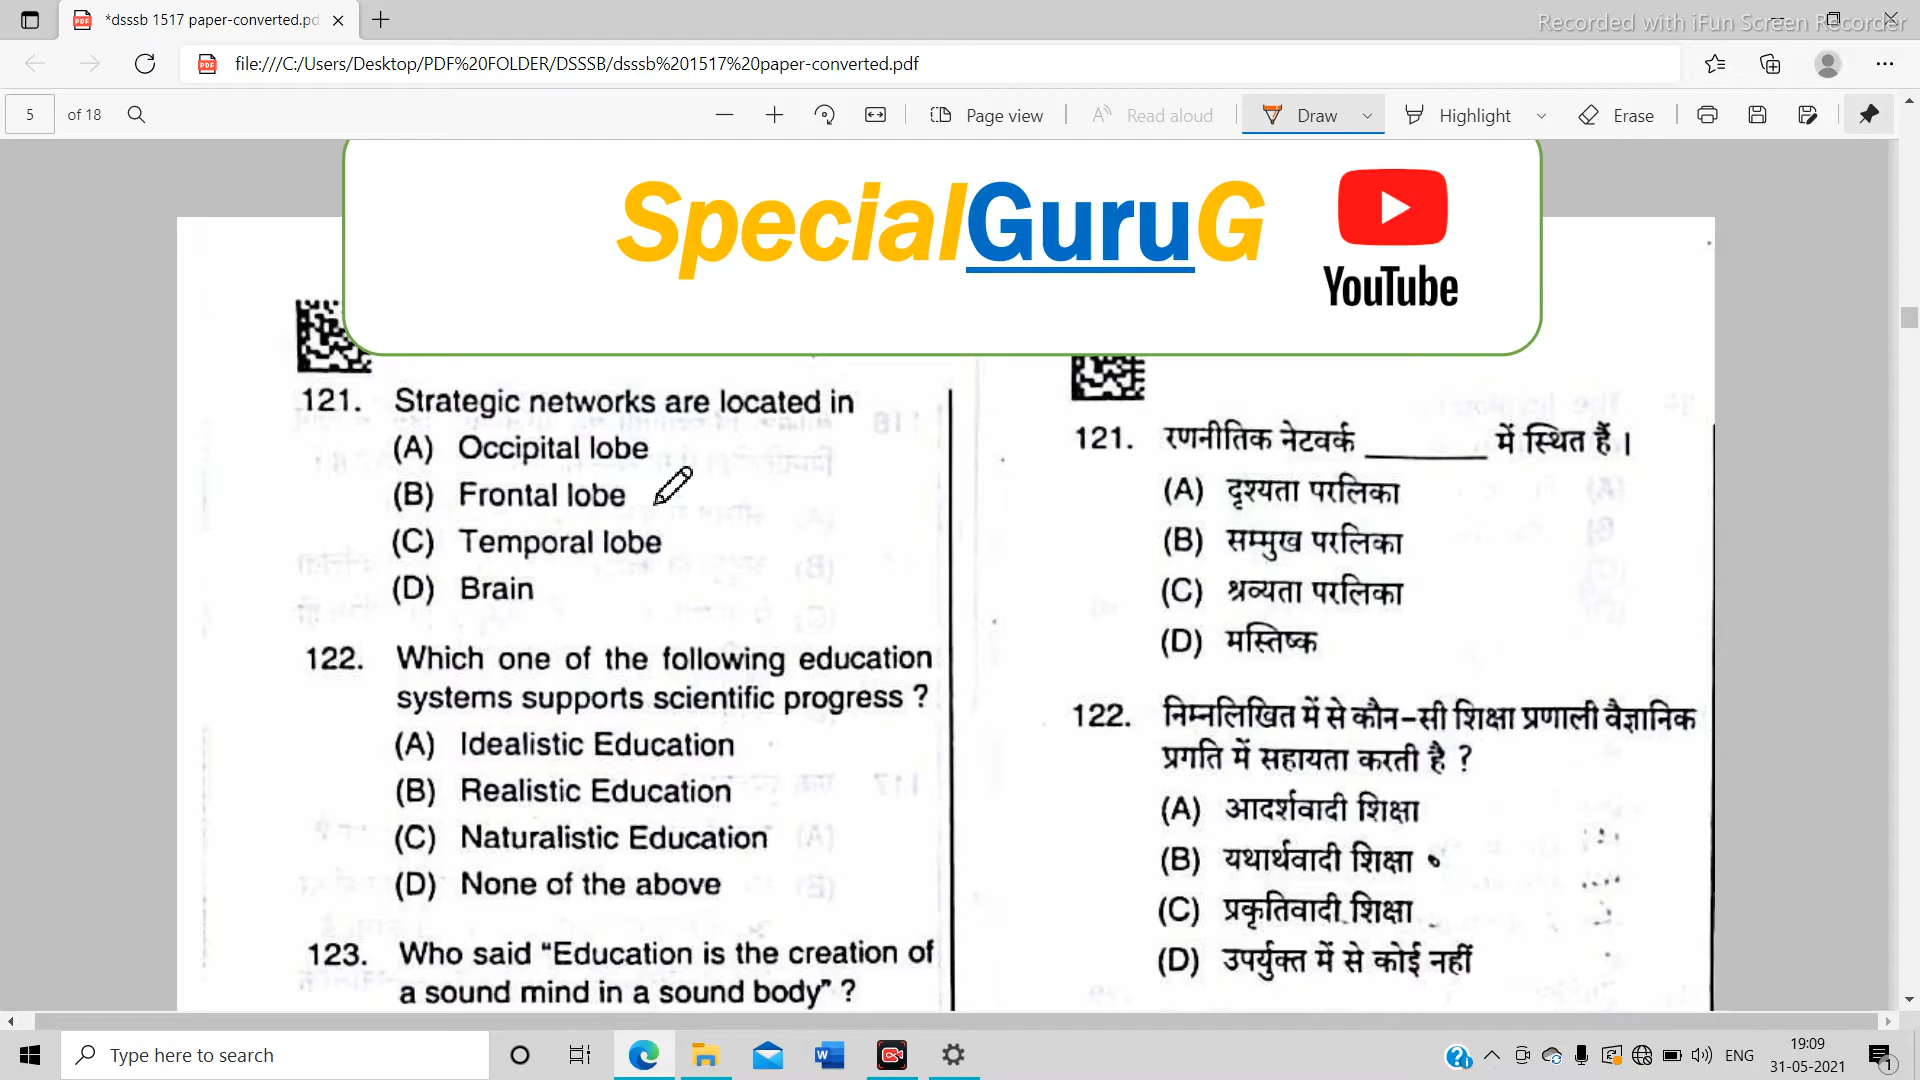 *dsssb 1517 paper-converted.pd
Recorded with iFun Screen Recorder
file:///C:/Users/Desktop/PDF%20FOLDER/DSSSB/dsssb%201517%20paper-converted.pdf
5 of 18
Page view
Read aloud
Draw
Highlight
Erase
SpecialGuruG
YouTube
121. Strategic networks are located in
(A) Occipital lobe
(B) Frontal lobe
(C) Temporal lobe
(D) Brain
122. Which one of the following education
systems supports scientific progress ?
(A) Idealistic Education
(B) Realistic Education
(C) Naturalistic Education
(D) None of the above
123. Who said “Education is the creation of
a sound mind in a sound body” ?
121. रणनीतिक नेटवर्क ________ में स्थित हैं ।
(A) दृश्यता परलिका
(B) सम्मुख परलिका
(C) श्रव्यता परलिका
(D) मस्तिष्क
122. निम्नलिखित में से कौन-सी शिक्षा प्रणाली वैज्ञानिक
प्रगति में सहायता करती है ?
(A) आदर्शवादी शिक्षा
(B) यथार्थवादी शिक्षा
(C) प्रकृतिवादी शिक्षा
(D) उपर्युक्त में से कोई नहीं
Type here to search
ENG
19:09
31-05-2021
1